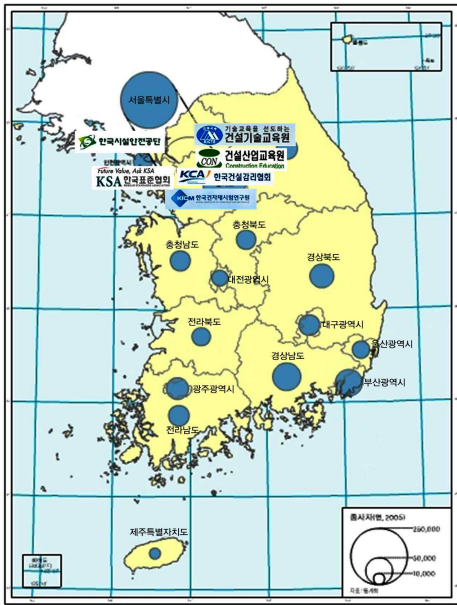 서울특별시
한국시설안전공단
기술교육을 선도하는
건설기술교육원
인천광역시
CON
건설산업교육원
Construction Education
Future Value, Ask KSA
KSA 한국표준협회
KCA 한국건설감리협회
KICM 한국건자재시험연구원
충청북도
충청남도
대전광역시
경상북도
전라북도
대구광역시
울산광역시
경상남도
부산광역시
광주광역시
전라남도
제주특별자치도
종사자(명, 2005)
250,000
50,000
10,000